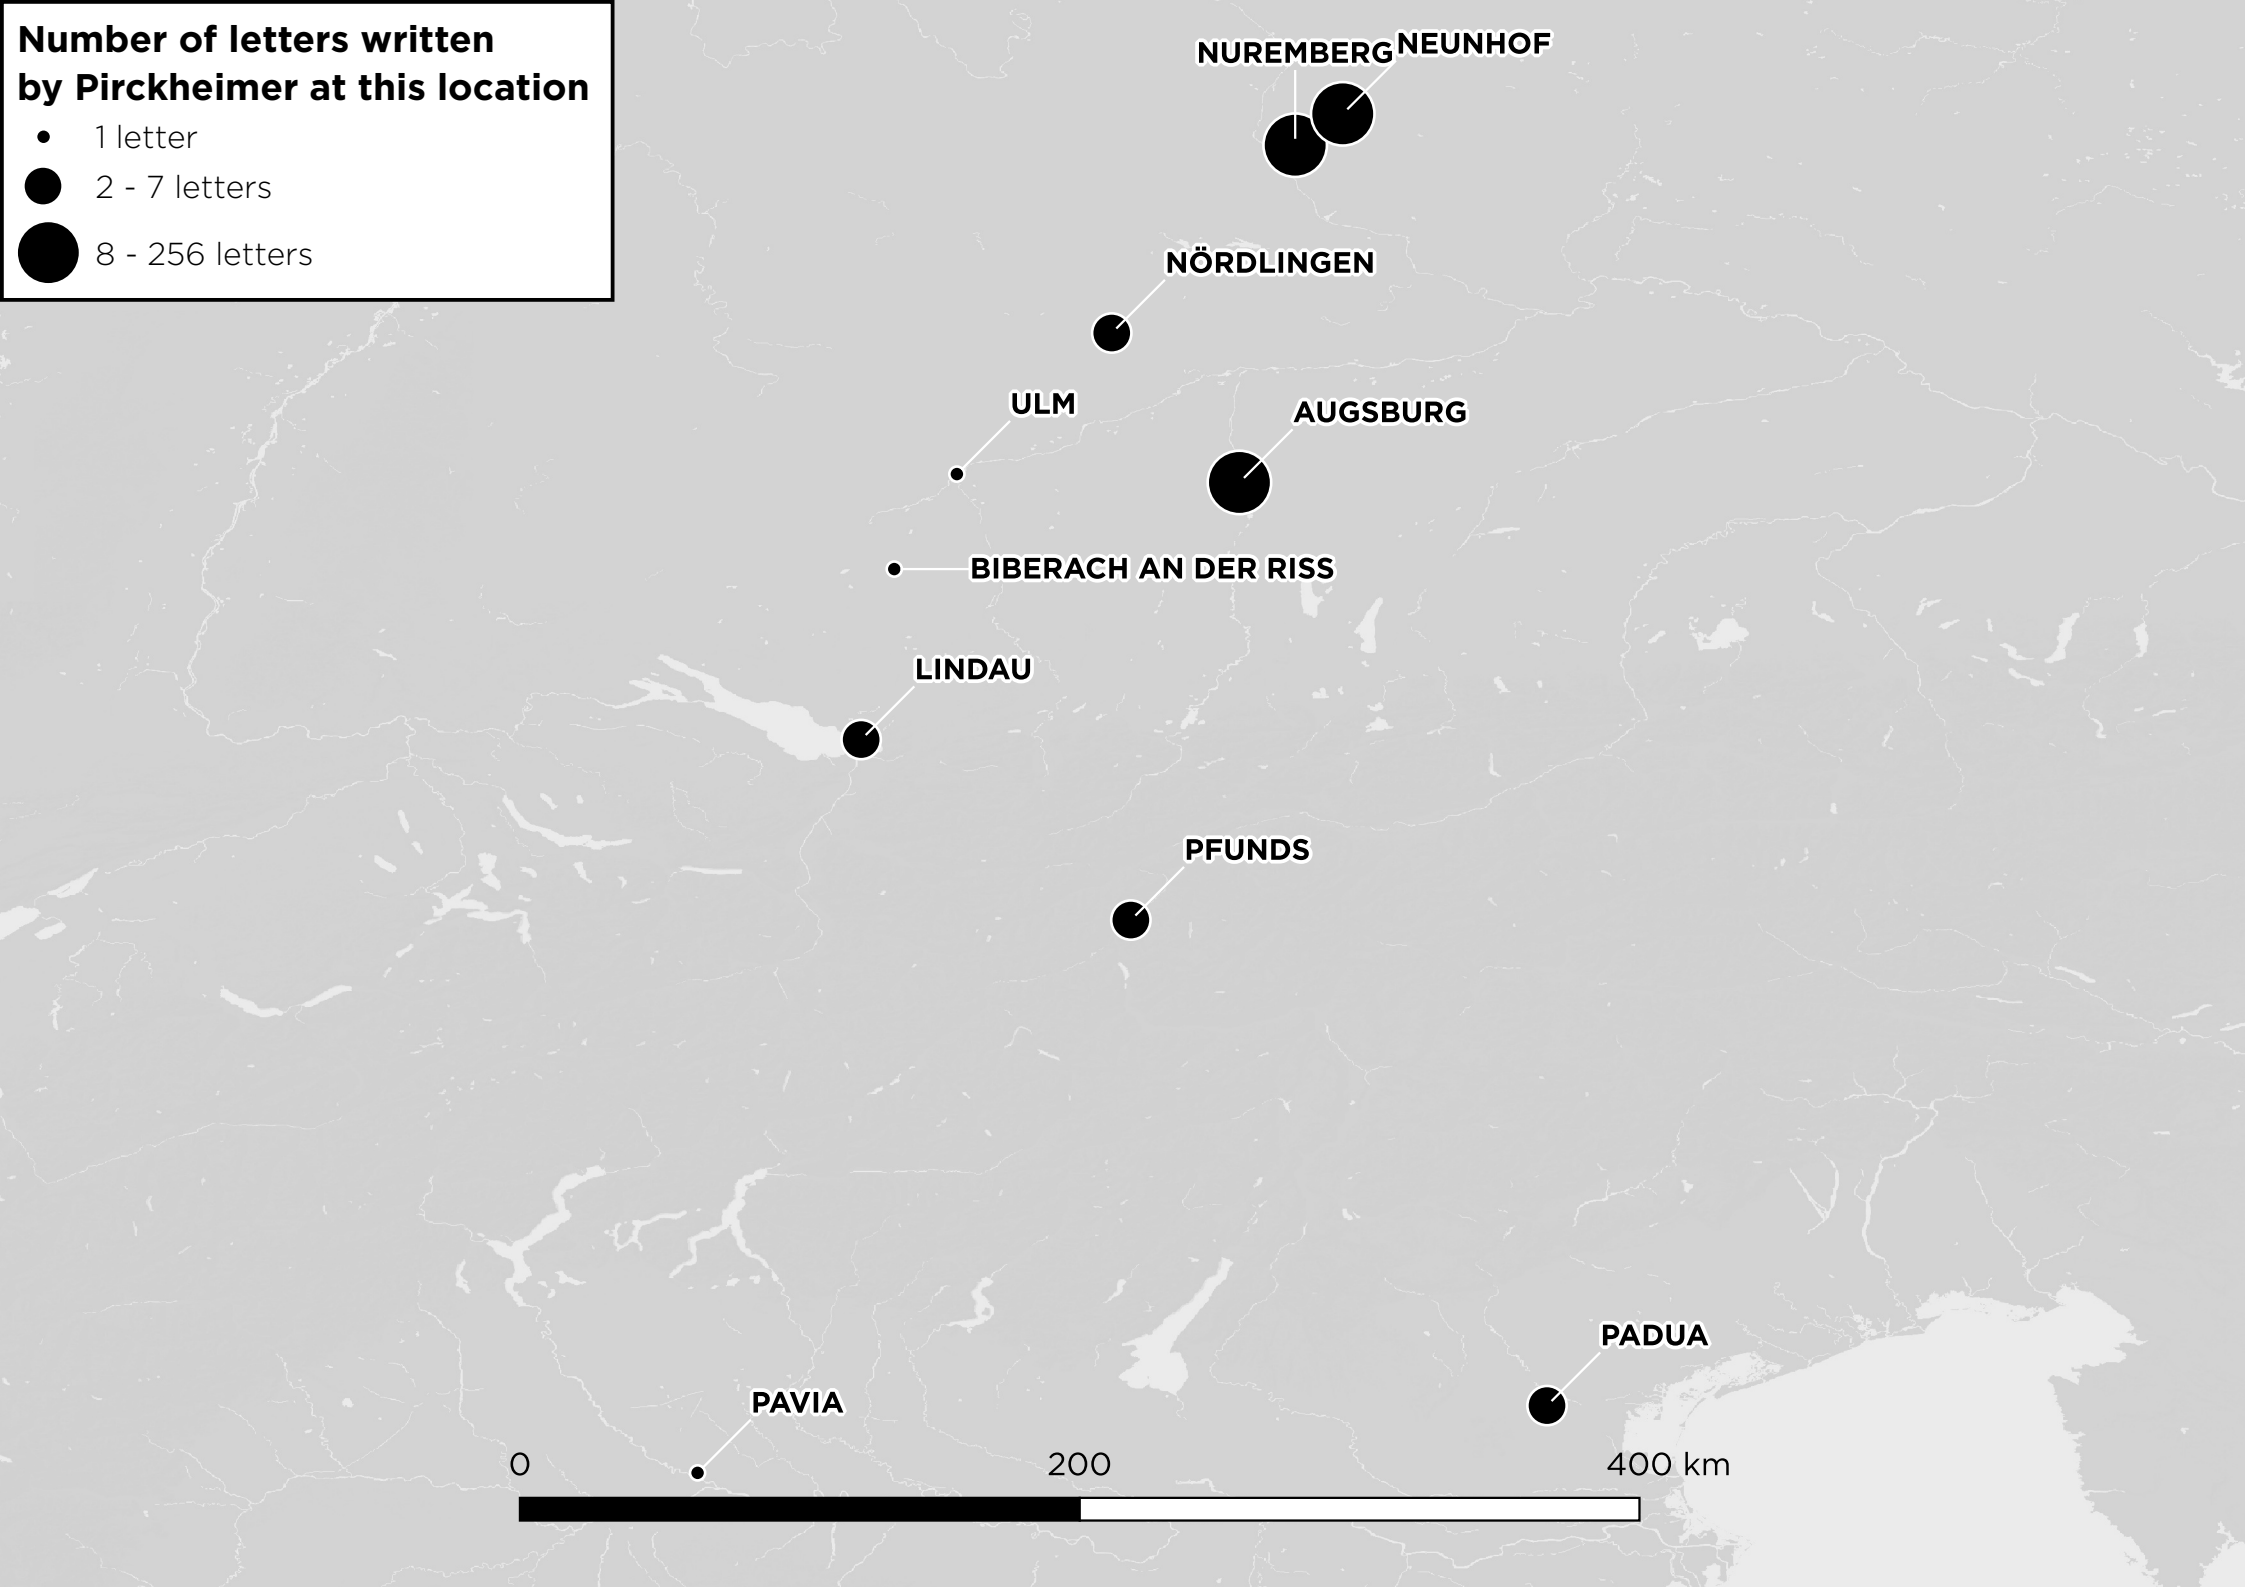 Number of letters written
by Pirckheimer at this location
1 letter
2 - 7 letters
8 - 256 letters
NUREMBERG
NEUNHOF
NÖRDLINGEN
ULM
AUGSBURG
BIBERACH AN DER RISS
LINDAU
PFUNDS
PADUA
PAVIA
0 200 400 km